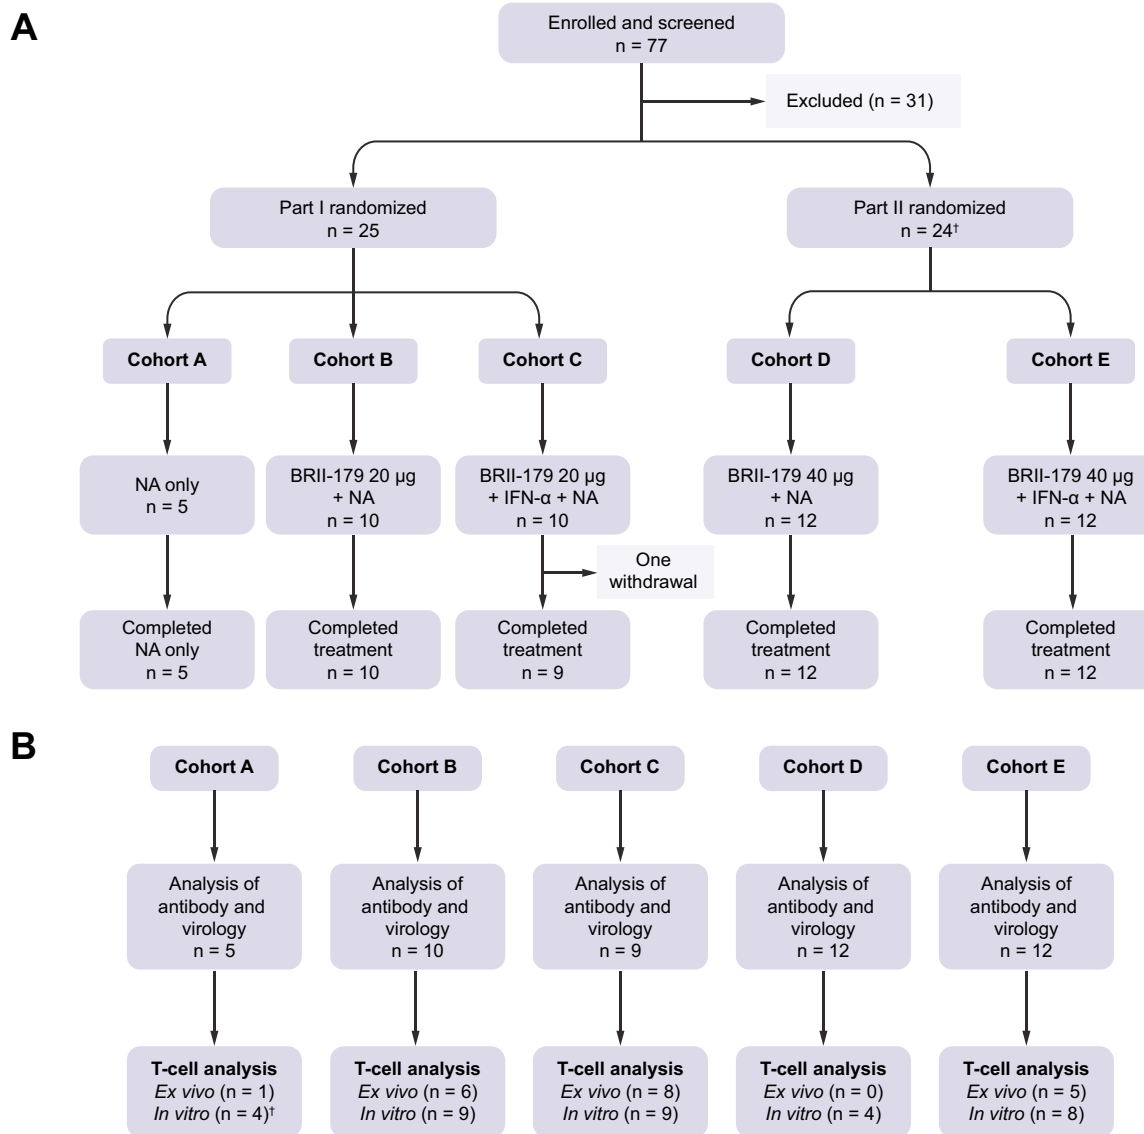 A
Enrolled and screened
n = 77
Excluded (n = 31)
Part I randomized
n = 25
Part II randomized
n = 24†
Cohort A
Cohort B
Cohort C
Cohort D
Cohort E
NA only
n = 5
BRII-179 20 µg
+ NA
n = 10
BRII-179 20 µg
+ IFN-α + NA
n = 10
BRII-179 40 µg
+ NA
n = 12
BRII-179 40 µg
+ IFN-α + NA
n = 12
One
withdrawal
Completed
NA only
n = 5
Completed
treatment
n = 10
Completed
treatment
n = 9
Completed
treatment
n = 12
Completed
treatment
n = 12
B
Cohort A
Cohort B
Cohort C
Cohort D
Cohort E
Analysis of
antibody and
virology
n = 5
Analysis of
antibody and
virology
n = 10
Analysis of
antibody and
virology
n = 9
Analysis of
antibody and
virology
n = 12
Analysis of
antibody and
virology
n = 12
T-cell analysis
Ex vivo (n = 1)
In vitro (n = 4)†
T-cell analysis
Ex vivo (n = 6)
In vitro (n = 9)
T-cell analysis
Ex vivo (n = 8)
In vitro (n = 9)
T-cell analysis
Ex vivo (n = 0)
In vitro (n = 4)
T-cell analysis
Ex vivo (n = 5)
In vitro (n = 8)